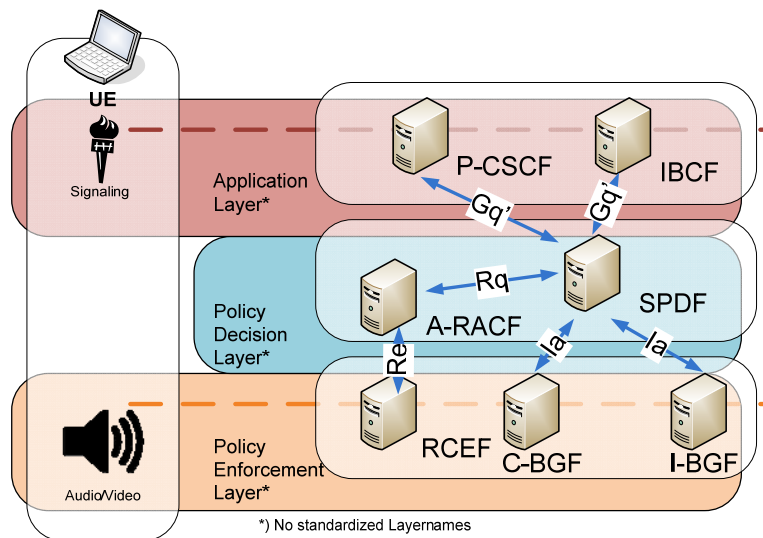 UE
Signaling
P-CSCF
IBCF
Application
Layer*
Gq'
Gq'
Rq
SPDF
A-RACF
Policy
Decision
Layer*
Re
Ia
Ia
RCEF
C-BGF
I-BGF
Policy
Enforcement
Layer*
Audio/Video
*) No standardized Layernames